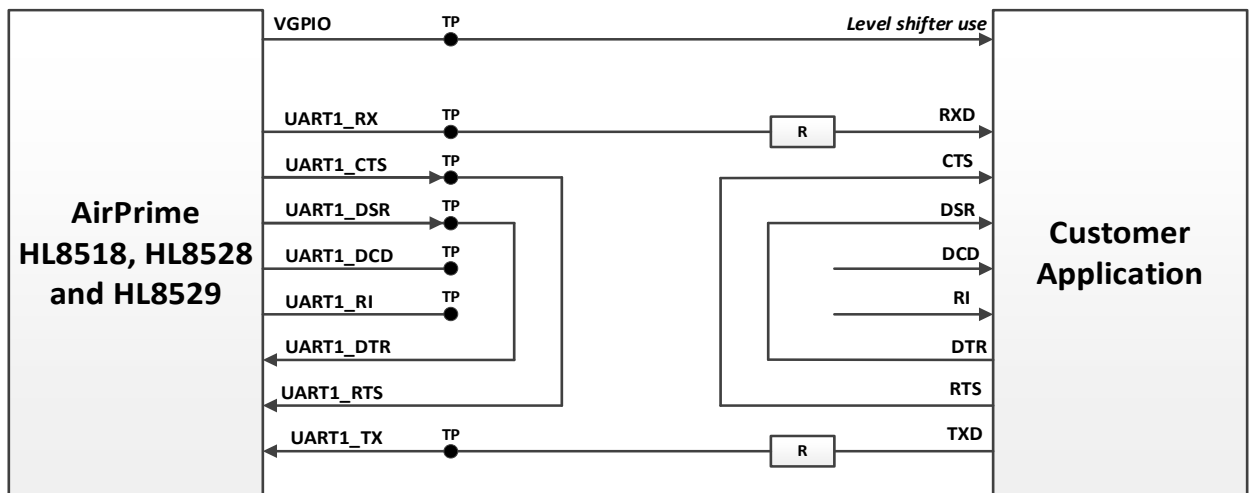 VGPIO TP Level shifter use
UART1_RX TP R RXD
UART1_CTS TP CTS
UART1_DSR TP DSR
UART1_DCD TP DCD
UART1_RI TP RI
UART1_DTR DTR
UART1_RTS RTS
UART1_TX TP R TXD
AirPrime
HL8518, HL8528
and HL8529
Customer
Application